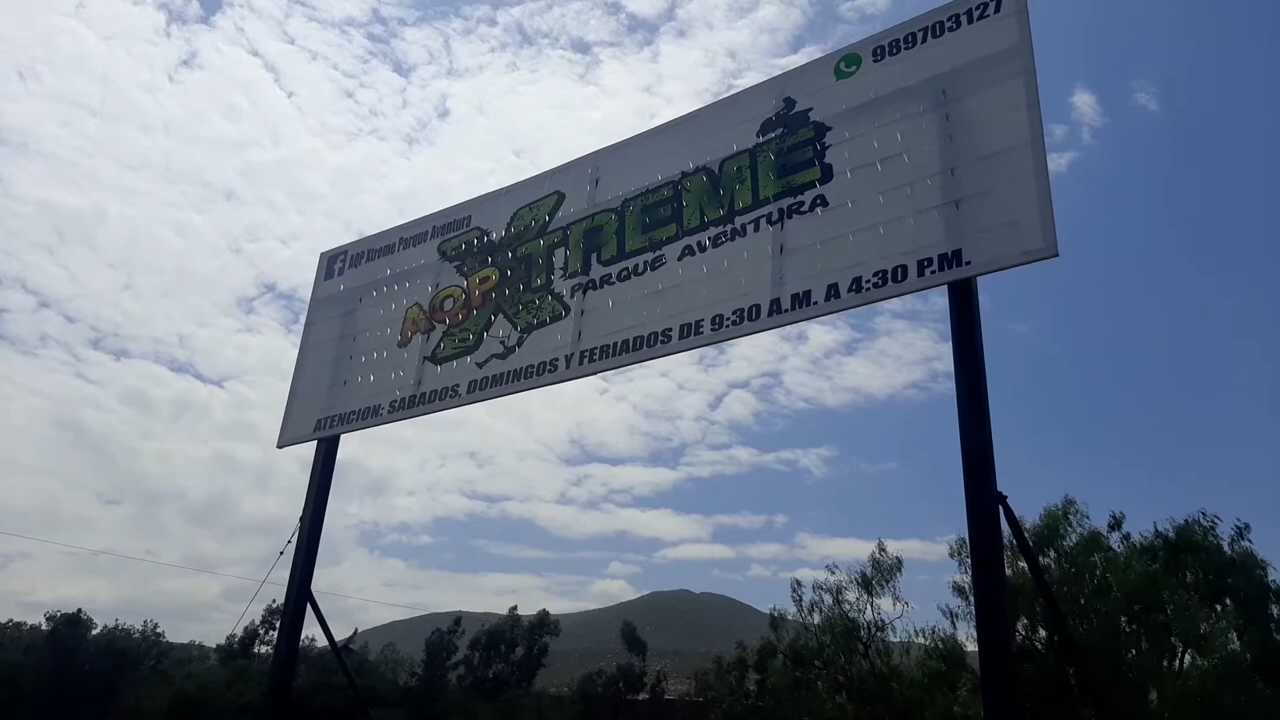 989703127
AQP Xtreme Parque Aventura
AQP XTREME
PARQUE AVENTURA
ATENCION: SABADOS, DOMINGOS Y FERIADOS DE 9:30 A.M. A 4:30 P.M.